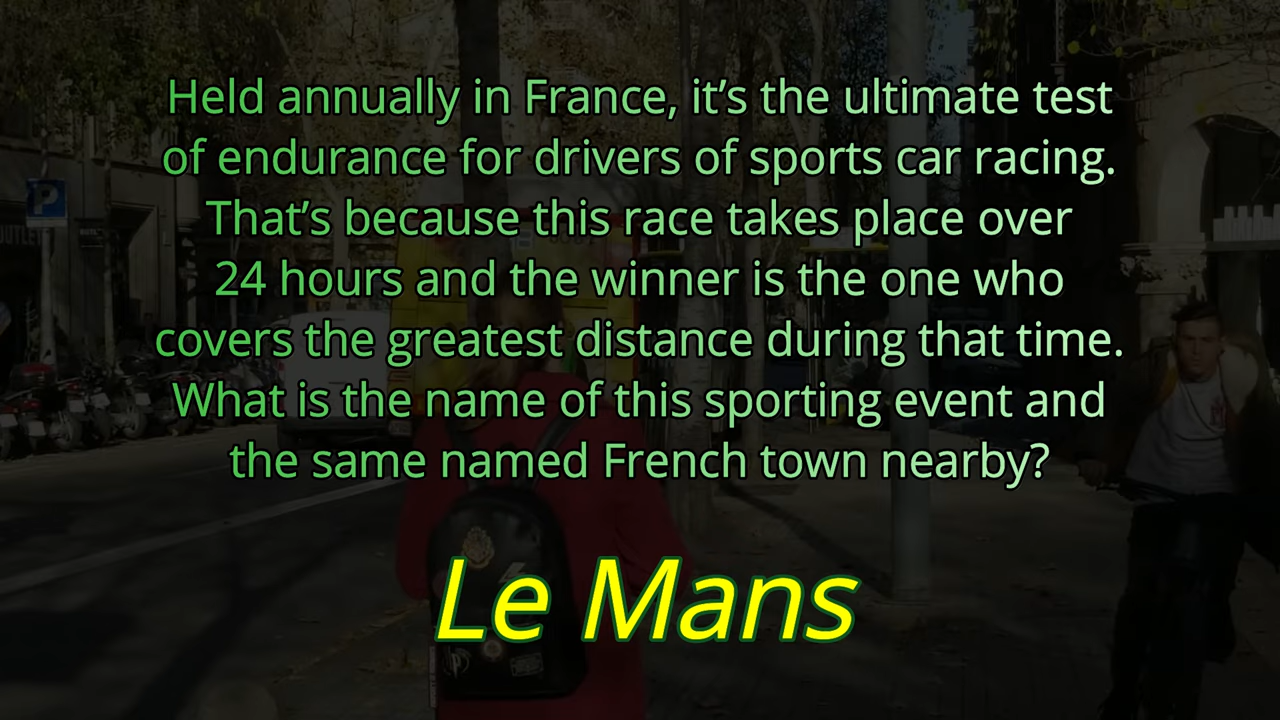 Held annually in France, it’s the ultimate test
of endurance for drivers of sports car racing.
That’s because this race takes place over
24 hours and the winner is the one who
covers the greatest distance during that time.
What is the name of this sporting event and
the same named French town nearby?
Le Mans
P
OUTLET